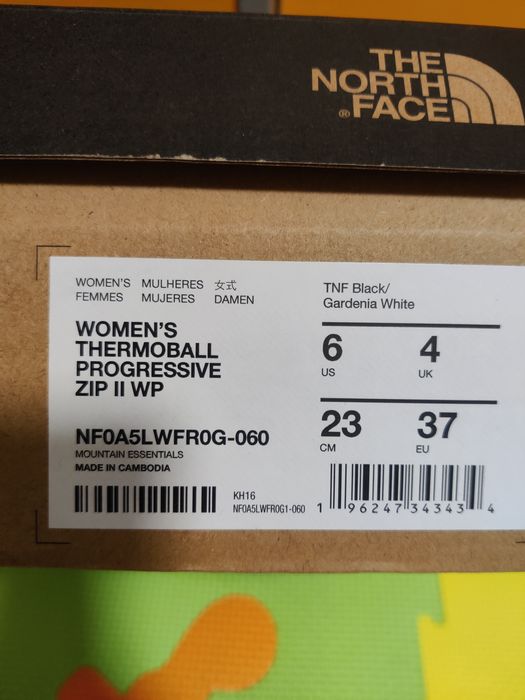 THE
NORTH
®FACE
WOMEN'S MULHERES 女式
FEMMES MUJERES DAMEN
WOMEN'S
THERMOBALL
PROGRESSIVE
ZIP II WP
NF0A5LWFR0G-060
MOUNTAIN ESSENTIALS
MADE IN CAMBODIA
KH16
NF0A5LWFR0G1-060
TNF Black/
Gardenia White
6 4
US UK
23 37
CM EU
1 96247 34343 4